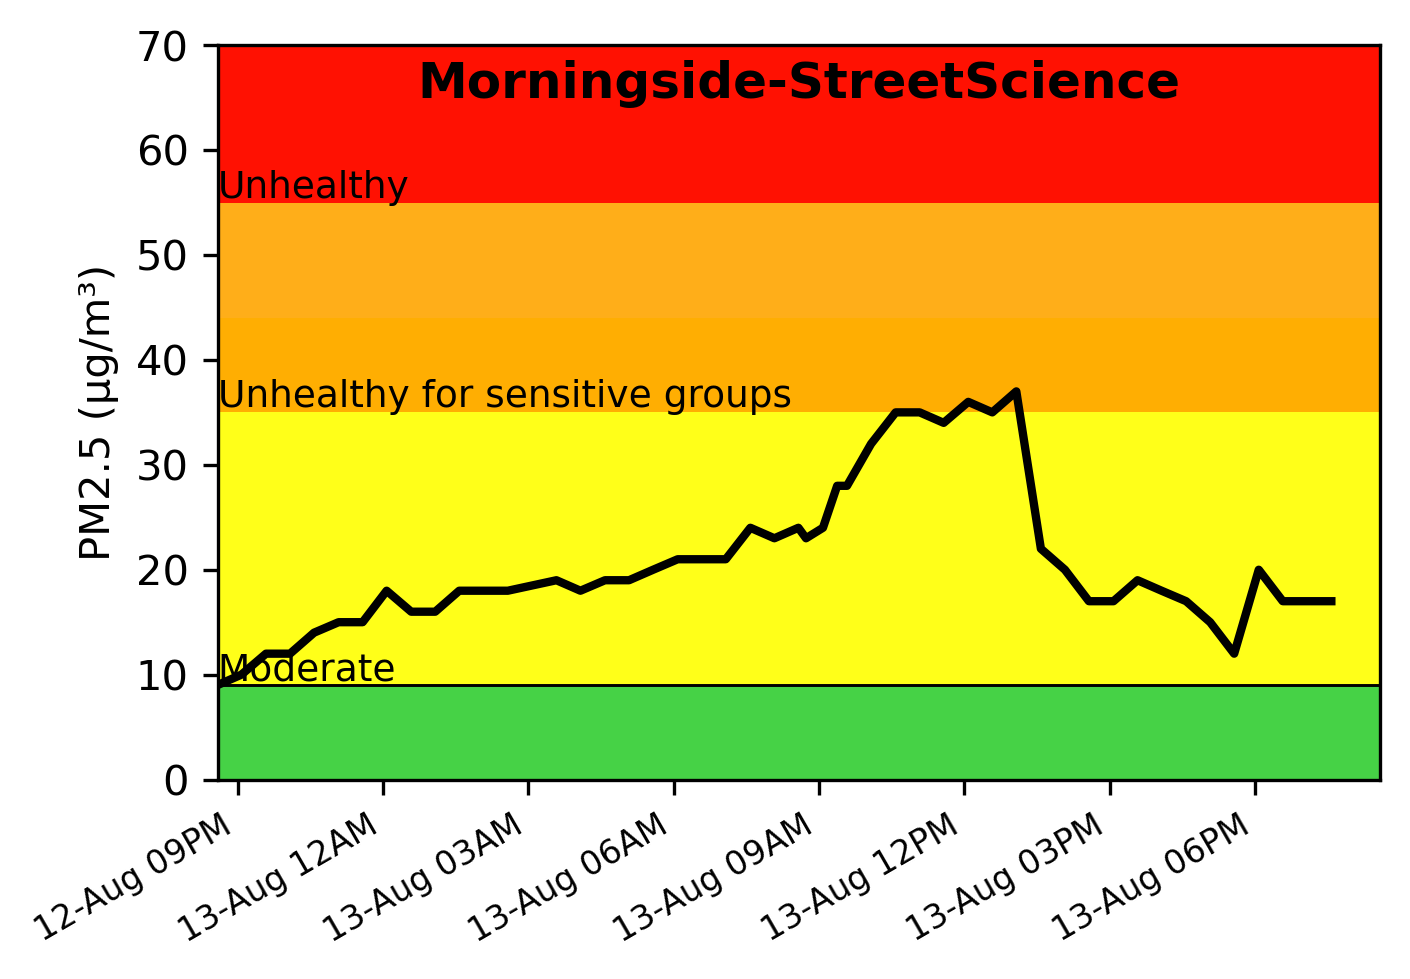 Morningside-StreetScience
70
60
Unhealthy
50
40
Unhealthy for sensitive groups
30
20
Moderate
10
0
PM2.5 (µg/m³)
12-Aug 09PM
13-Aug 12AM
13-Aug 03AM
13-Aug 06AM
13-Aug 09AM
13-Aug 12PM
13-Aug 03PM
13-Aug 06PM